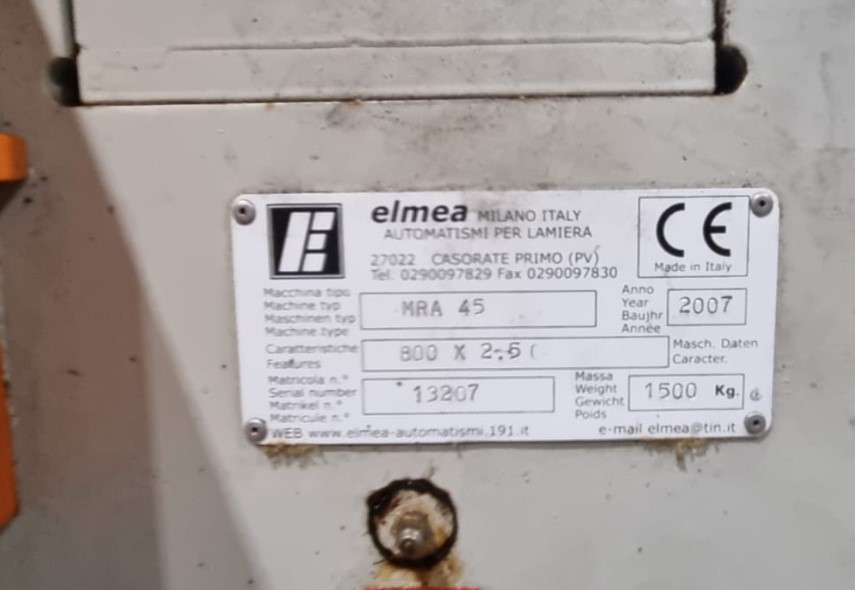 elmea MILANO ITALY
AUTOMATISMI PER LAMIERA
27022 CASORATE PRIMO (PV)
Tel. 0290097829 Fax 0290097830
CE
Made in Italy
Macchina tipo
Machine typ
Maschinen typ
Machine type
MRA 45
Anno
Year
Baujhr
Année
2007
Caratteristiche
Features
800 X 2-5
Masch. Daten
Caracter.
Matricola n.°
Serial number
Matrikel n.°
Matricule n.°
13207
Massa
Weight
Gewicht
Poids
1500 Kg.
WEB www.elmea-automatismi.191.it
e-mail elmea@tin.it